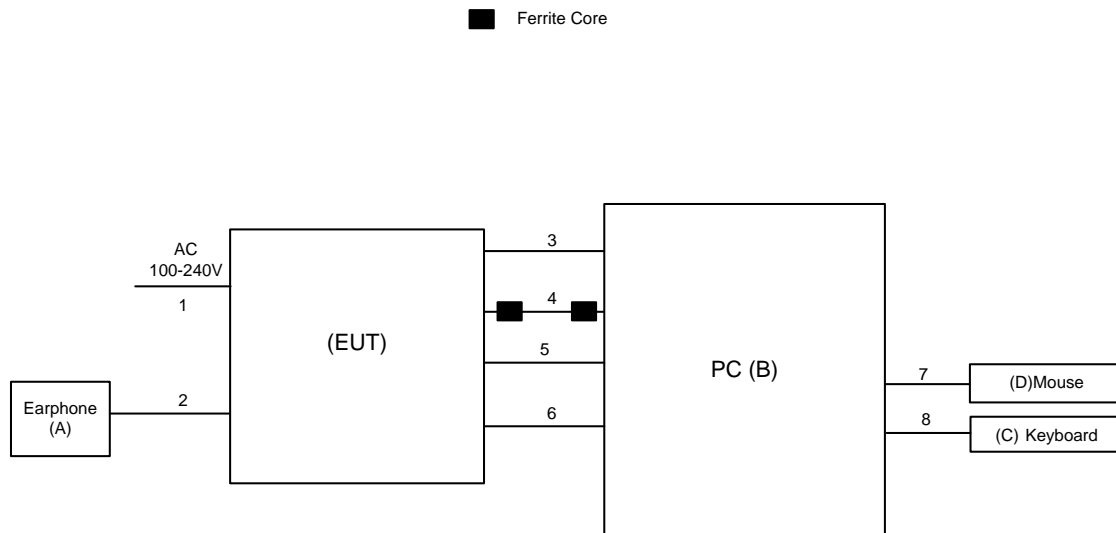 Ferrite Core
AC
100-240V
1
(EUT)
3
4
5
6
PC (B)
Earphone
(A)
2
7
(D)Mouse
8
(C) Keyboard